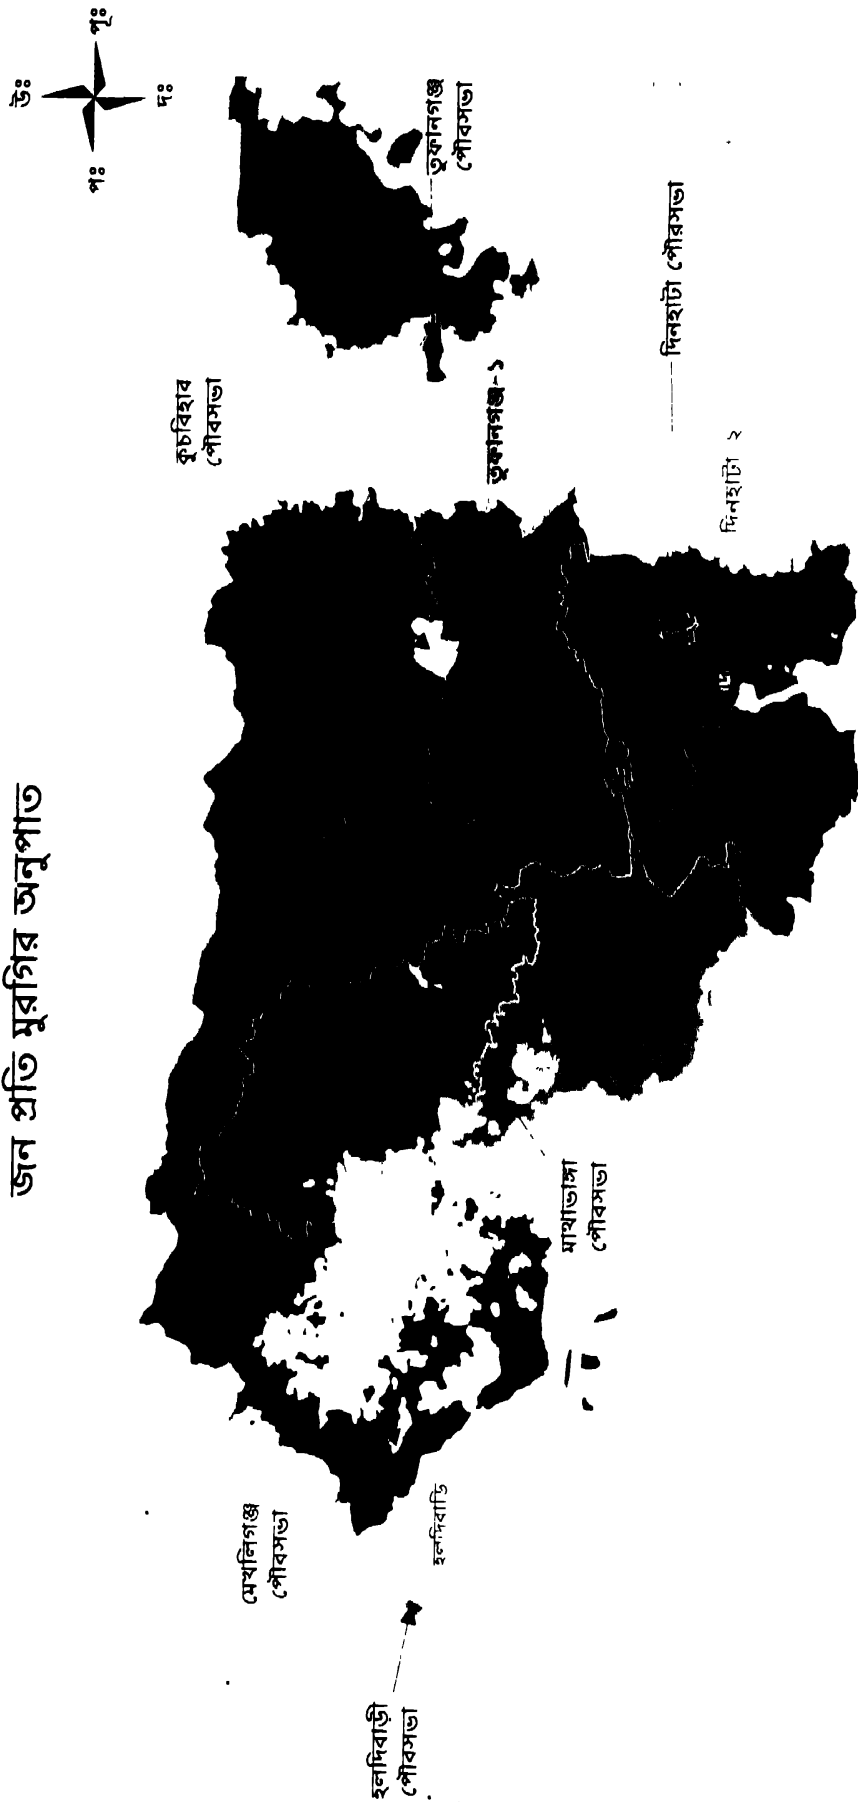 জন প্রতি মুরগির অনুপাত
উঃ
পঃ
পূঃ
দঃ
হলদিবাড়ী
পৌরসভা
মেখলিগঞ্জ
পৌরসভা
হলদিবাড়ি
মাথাভাঙ্গা
পৌরসভা
কুচবিহার
পৌরসভা
তুফানগঞ্জ
পৌরসভা
তুফানগঞ্জ-১
দিনহাটা পৌরসভা
দিনহাটা ২